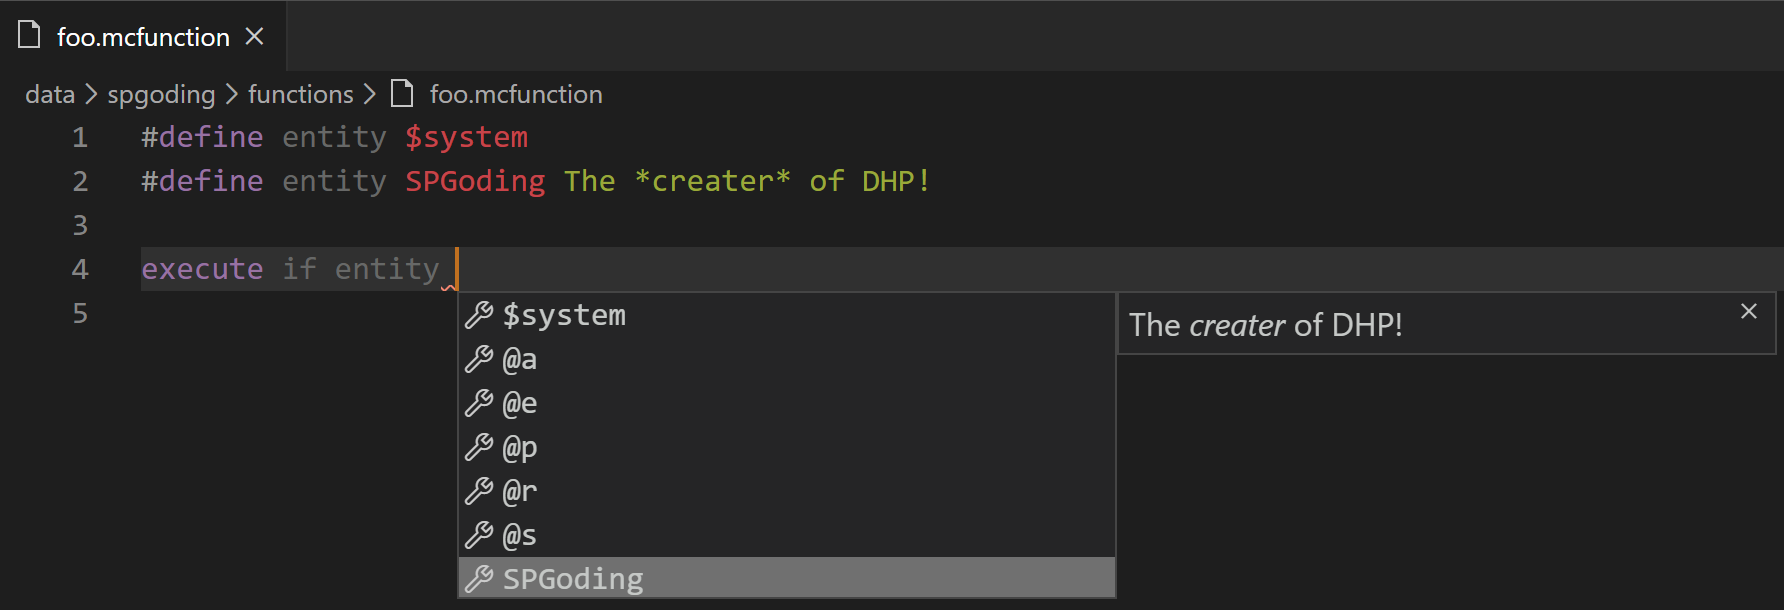 foo.mcfunction
data > spgoding > functions > foo.mcfunction
1 #define entity $system
2 #define entity SPGoding The *creater* of DHP!
3
4 execute if entity
5
$system
@a
@e
@p
@r
@s
SPGoding
The creater of DHP!